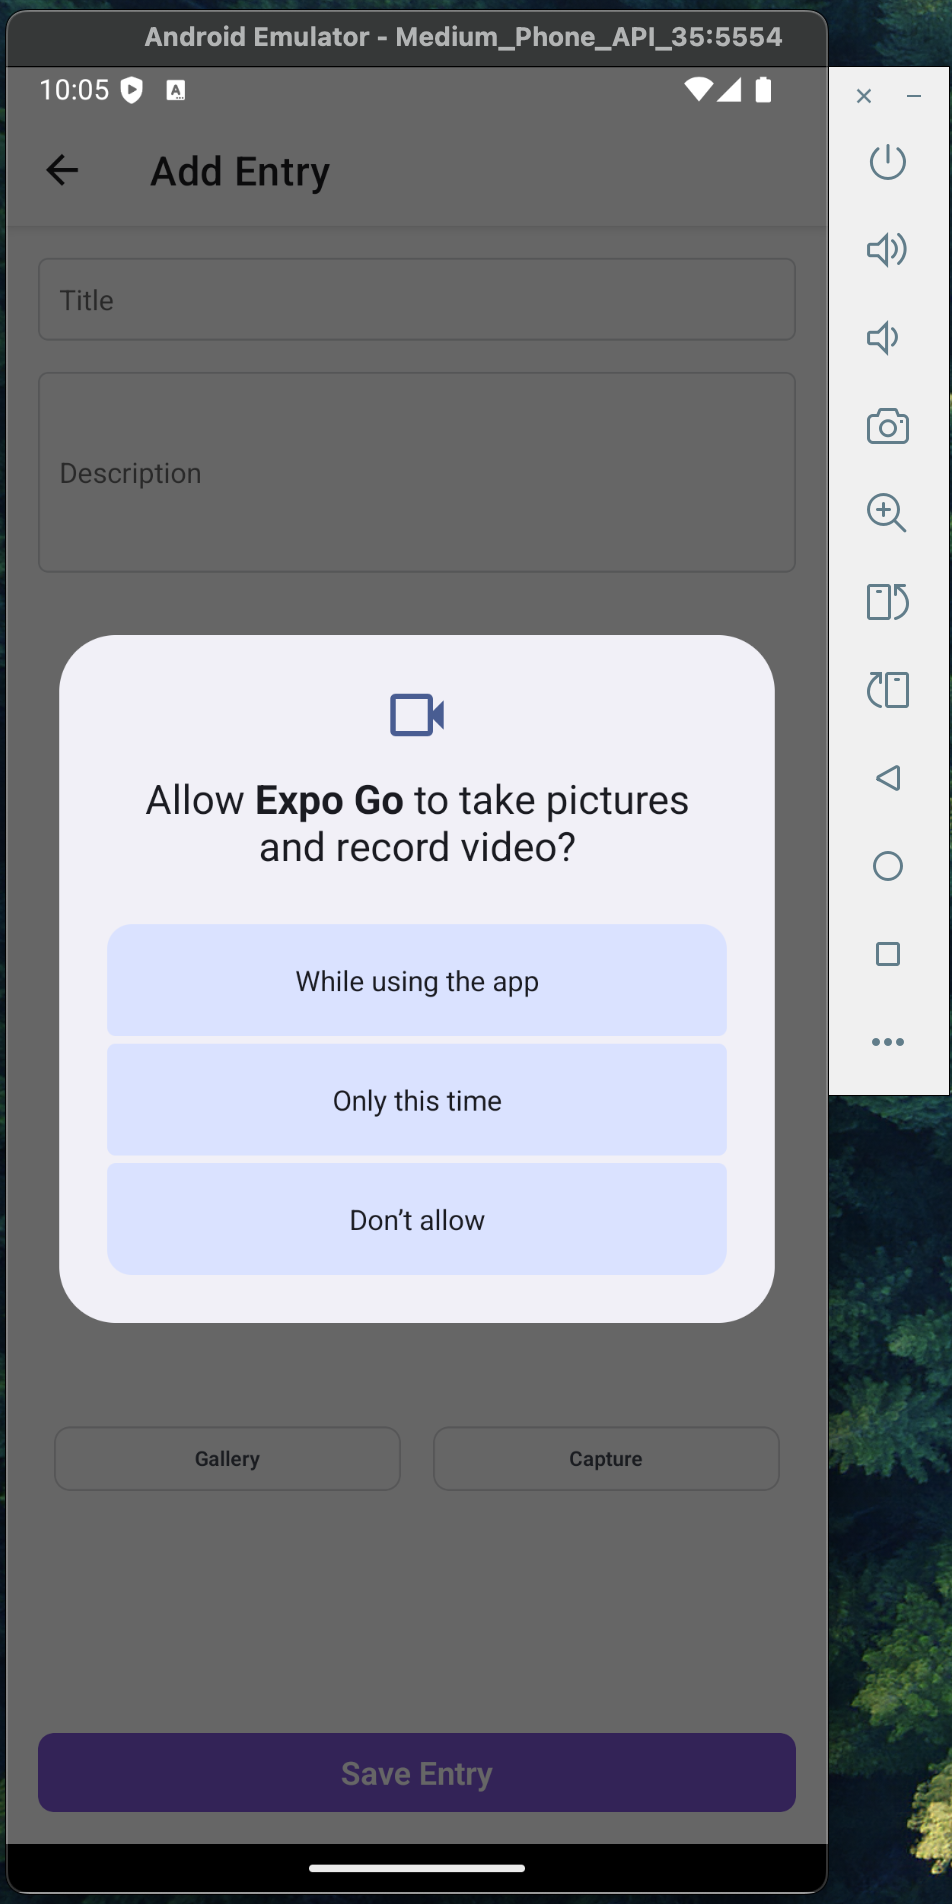 Android Emulator - Medium_Phone_API_35:5554
10:05 A
Add Entry
Title
Description
Allow Expo Go to take pictures
and record video?
While using the app
Only this time
Don’t allow
Gallery Capture
Save Entry